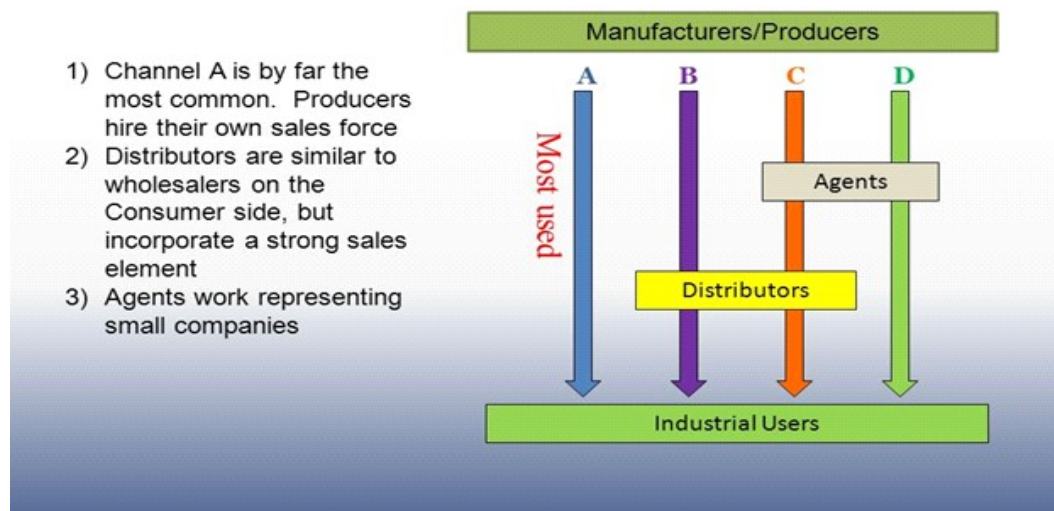 1) Channel A is by far the
most common. Producers
hire their own sales force
2) Distributors are similar to
wholesalers on the
Consumer side, but
incorporate a strong sales
element
3) Agents work representing
small companies
Manufacturers/Producers
A B C D
Most used
Agents
Distributors
Industrial Users